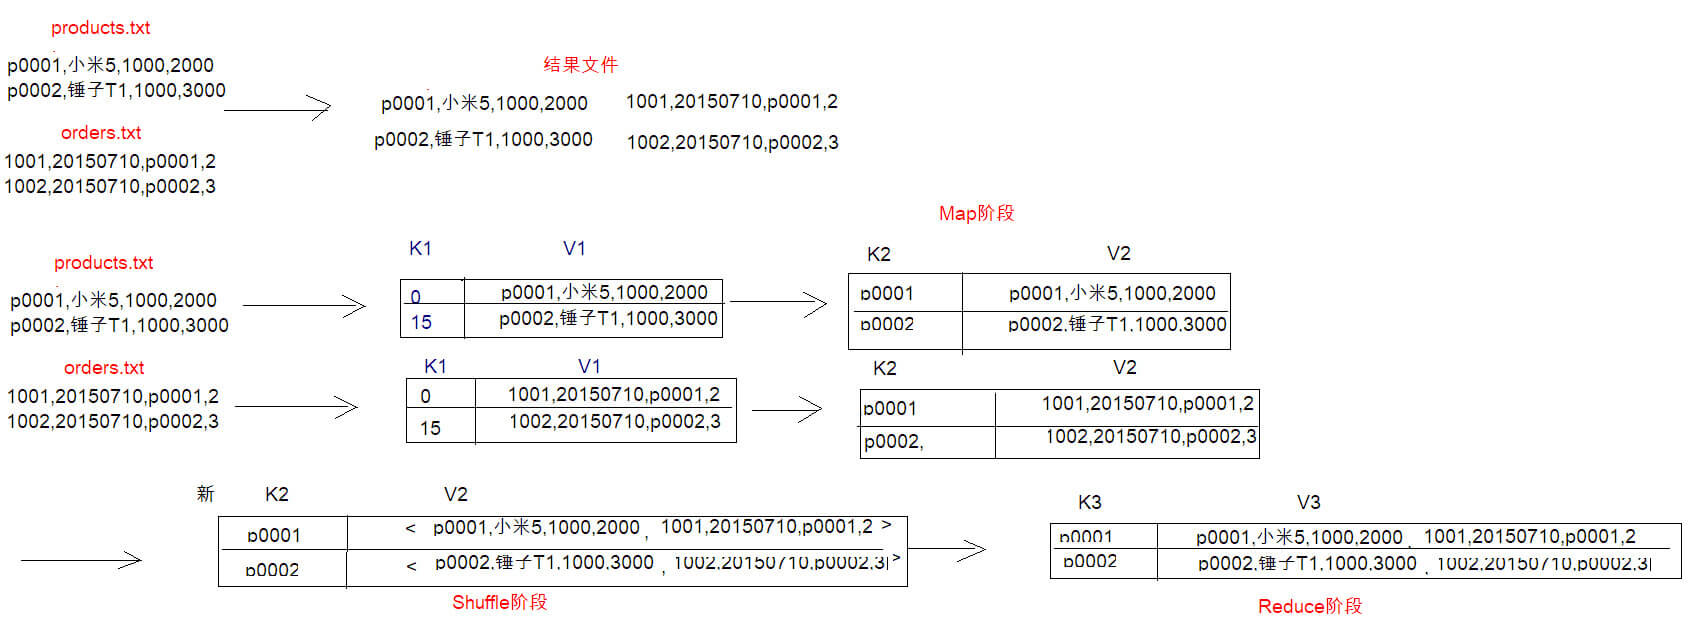 products.txt
p0001,小米5,1000,2000
p0002,锤子T1,1000,3000
orders.txt
1001,20150710,p0001,2
1002,20150710,p0002,3
结果文件
p0001,小米5,1000,2000 1001,20150710,p0001,2
p0002,锤子T1,1000,3000 1002,20150710,p0002,3
Map阶段
products.txt
p0001,小米5,1000,2000
p0002,锤子T1,1000,3000
K1 V1
0 p0001,小米5,1000,2000
15 p0002,锤子T1,1000,3000
K2 V2
p0001 p0001,小米5,1000,2000
p0002 p0002,锤子T1,1000,3000
orders.txt
1001,20150710,p0001,2
1002,20150710,p0002,3
K1 V1
0 1001,20150710,p0001,2
15 1002,20150710,p0002,3
K2 V2
p0001 1001,20150710,p0001,2
p0002, 1002,20150710,p0002,3
新 K2 V2
p0001 < p0001,小米5,1000,2000 , 1001,20150710,p0001,2 >
p0002 < p0002,锤子T1,1000,3000 , 1002,20150710,p0002,3 >
Shuffle阶段
K3 V3
p0001 p0001,小米5,1000,2000 , 1001,20150710,p0001,2
p0002 p0002,锤子T1,1000,3000 , 1002,20150710,p0002,3
Reduce阶段